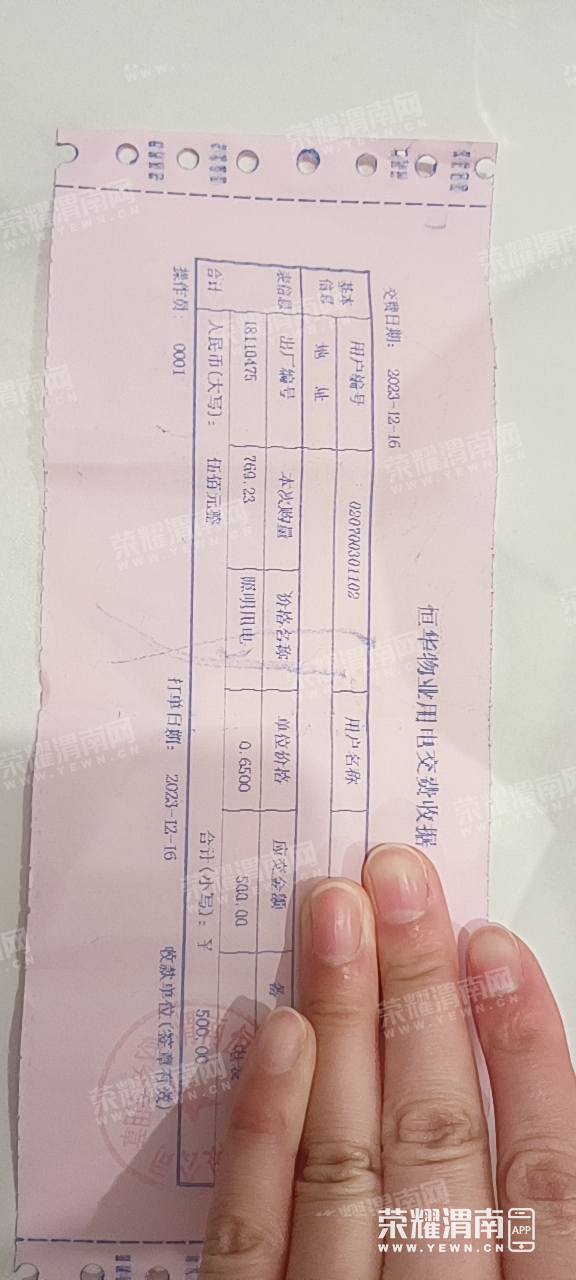 恒华物业用电交费收据
交费日期： 2023-12-16
基本信息 用户编号 020700301102 用户名称
地 址
表信息 出厂编号 本次购量 价格名称 单位价格 应交金额 备
18110475 769.23 照明用电 0.6500 500.00
合计 人民币(大写)： 伍佰元整 合计(小写)：￥ 500.00
操作员： 0001 打单日期： 2023-12-16 收款单位(签章有效)
荣耀渭南网
WWW.YEWN.CN
荣耀渭南 APP
WWW.YEWN.CN